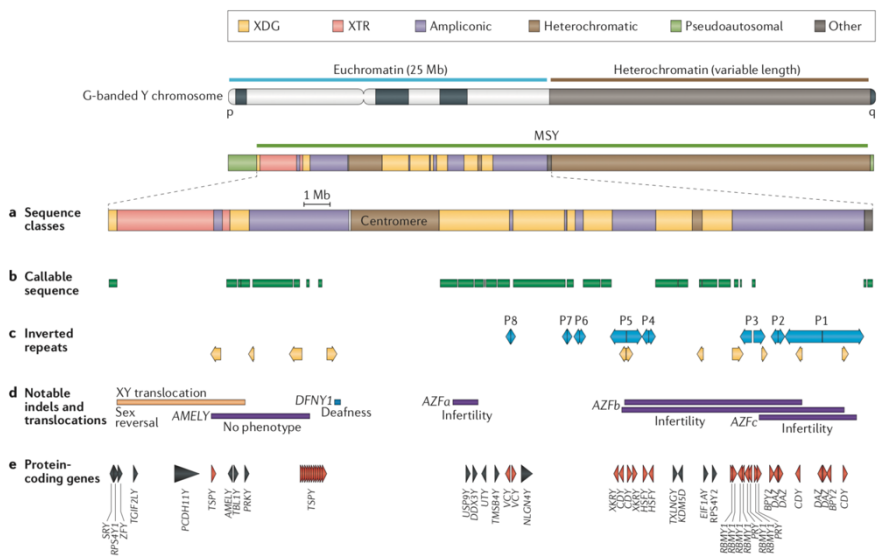 XDG XTR Ampliconic Heterochromatic Pseudoautosomal Other
Euchromatin (25 Mb) Heterochromatin (variable length)
G-banded Y chromosome
p q
MSY
1 Mb
a Sequence classes
Centromere
b Callable sequence
c Inverted repeats
P8 P7 P6 P5 P4 P3 P2 P1
d Notable indels and translocations
XY translocation
Sex reversal
AMELY
No phenotype
DFNY1
Deafness
AZFa
Infertility
AZFb
Infertility
AZFc
Infertility
e Protein-coding genes
SRY
RPS4Y1
ZFY
TGIF2LY
PCDH11Y
TSPY
AMELY
TBL1Y
PRKY
TSPY
USP9Y
DDX3Y
UTY
TMSB4Y
VCY
VCY
NLGN4Y
XKRY
CDY
CDY
XKRY
HSFY
HSFY
TXLNGY
KDM5D
EIF1AY
RPS4Y2
RBMY1
RBMY1
RBMY1
RBMY1
PRY
RBMY1
RBMY1
PRY
BPY2
DAZ
DAZ
CDY
DAZ
DAZ
BPY2
CDY